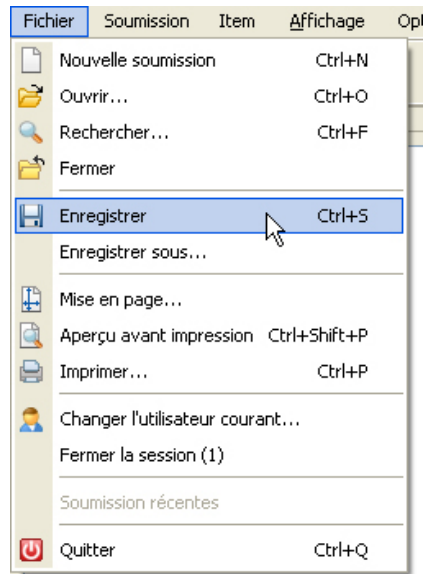 Fichier Soumission Item Affichage Opt
Nouvelle soumission Ctrl+N
Ouvrir... Ctrl+O
Rechercher... Ctrl+F
Fermer
Enregistrer Ctrl+S
Enregistrer sous...
Mise en page...
Aperçu avant impression Ctrl+Shift+P
Imprimer... Ctrl+P
Changer l'utilisateur courant...
Fermer la session (1)
Soumission récentes
Quitter Ctrl+Q